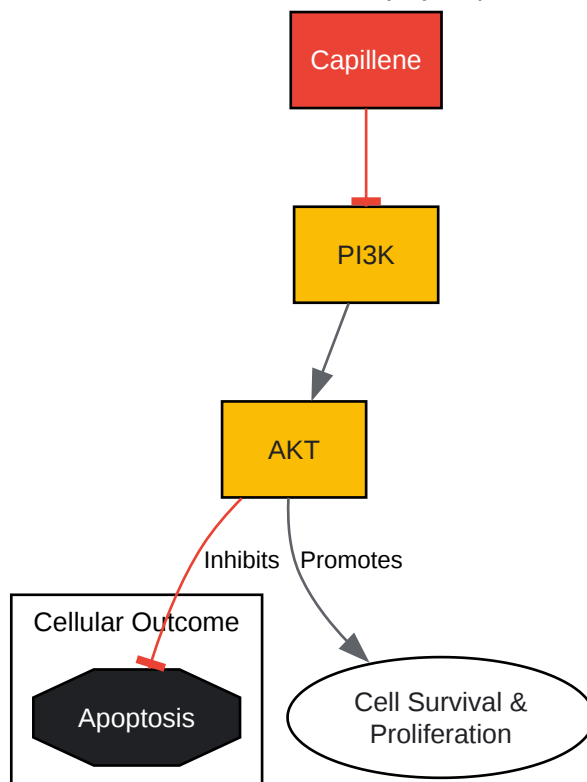 Capillene
PI3K
AKT
Inhibits
Promotes
Cellular Outcome
Apoptosis
Cell Survival &
Proliferation